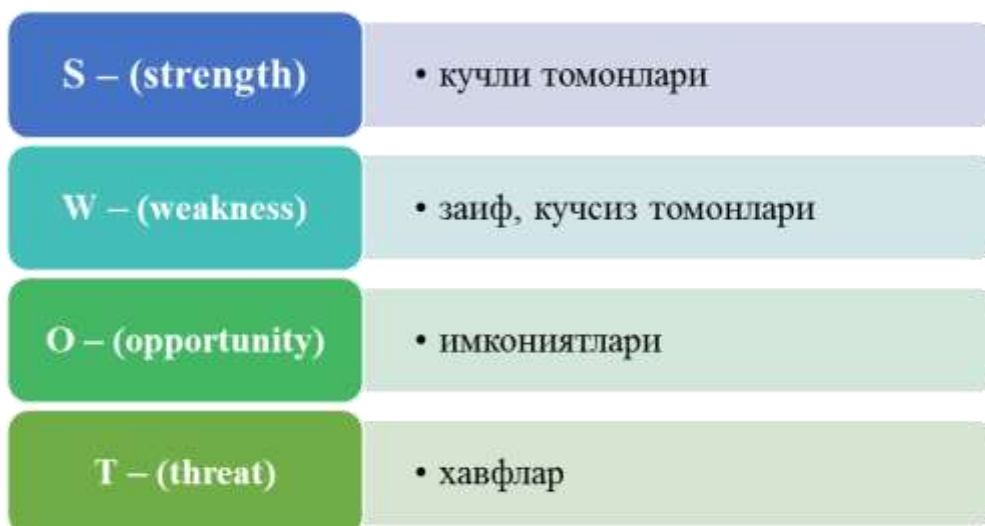 S – (strength)
• кучли томонлари
W – (weakness)
• заиф, кучсиз томонлари
O – (opportunity)
• имкониятлари
T – (threat)
• хавфлар